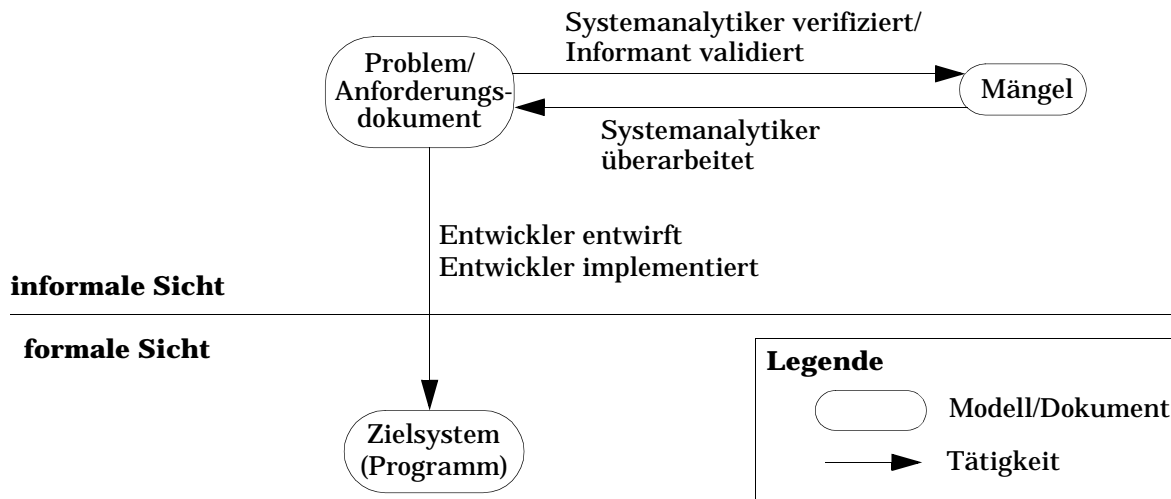 Systemanalytiker verifiziert/
Informant validiert
Problem/
Anforderungs-
dokument
Mängel
Systemanalytiker
überarbeitet
Entwickler entwirft
Entwickler implementiert
informale Sicht
formale Sicht
Legende
Modell/Dokument
Tätigkeit
Zielsystem
(Programm)